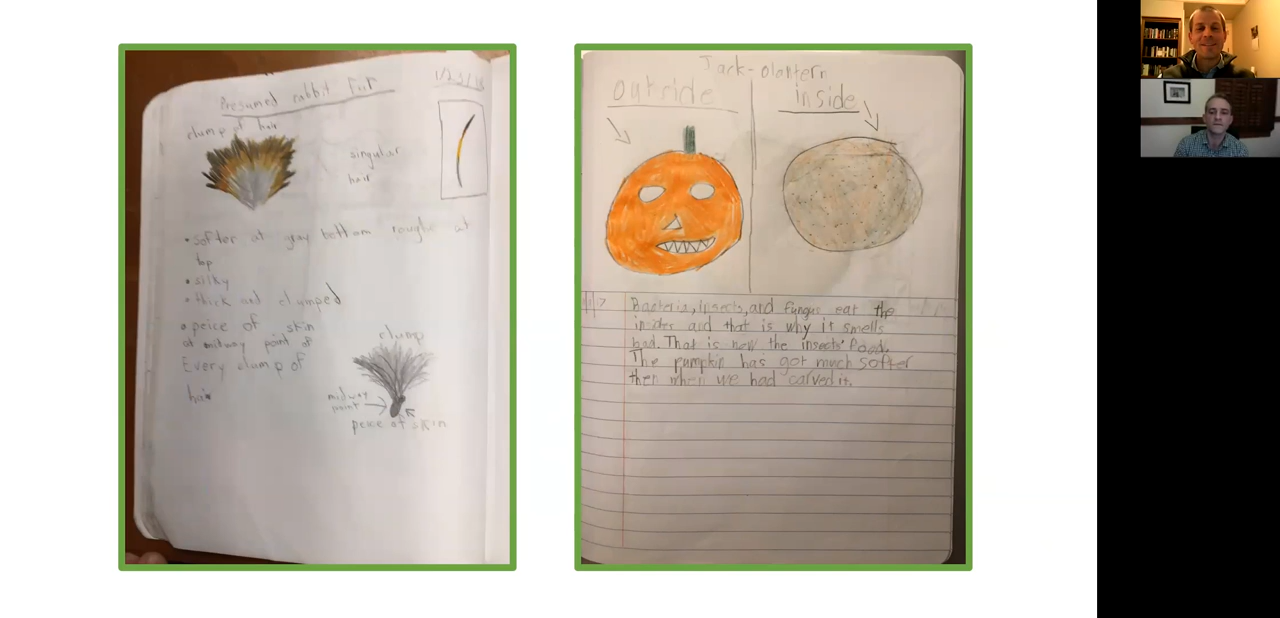 Presumed rabbit fur
clump of hair
singular
hair
• softer at gray bottom rougher at
top
• silky
• thick and clumped
• peice of skin
at midway point of
Every clump of
hair
clump
midway
point
peice of skin
Jack-olantern
outside
inside
Bacteria, insects, and fungus eat the
insides and that is why it smells
bad. That is now the insects' food.
The pumpkin has got much softer
then when we had carved it.